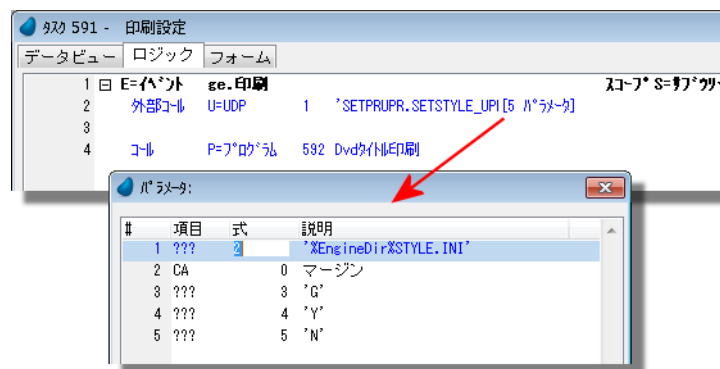 ﾀｽｸ 591 - 印刷設定
データビュー ロジック フォーム
1 E=ｲﾍﾞﾝﾄ ge.印刷 ｽｺｰﾌﾟ S=ｻﾌﾞﾂﾘｰ
2 外部ｺｰﾙ U=UDP 1 'SETPRUPR.SETSTYLE_UPI[5 ﾊﾟﾗﾒｰﾀ]
3
4 ｺｰﾙ P=ﾌﾟﾛｸﾞﾗﾑ 592 Dvdﾀｲﾄﾙ印刷
ﾊﾟﾗﾒｰﾀ:
# 項目 式 説明
1 ??? 2 '%EngineDir%STYLE.INI'
2 CA 0 マージン
3 ??? 3 'G'
4 ??? 4 'Y'
5 ??? 5 'N'